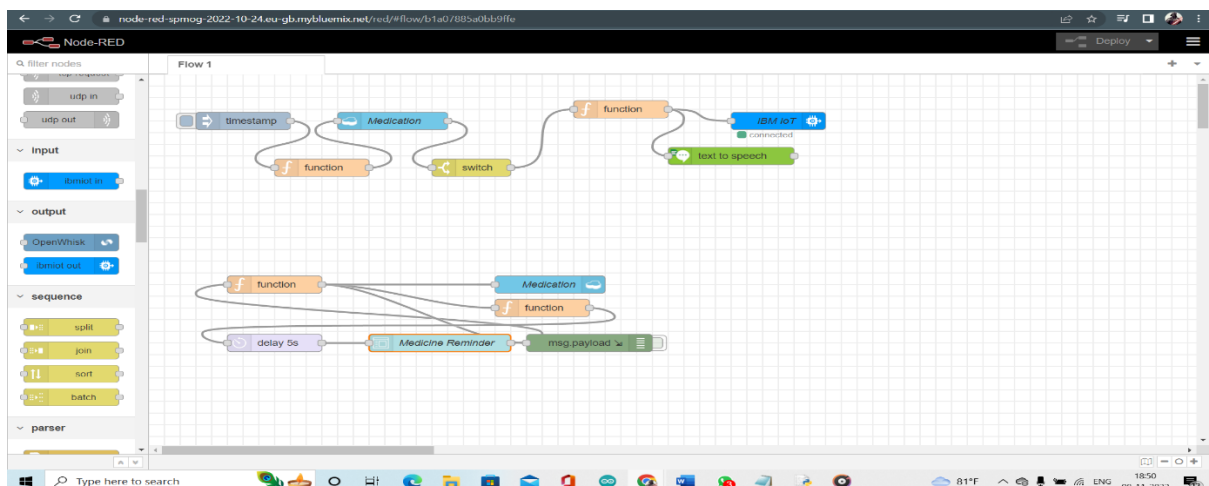 node-red-spmog-2022-10-24.eu-gb.mybluemix.net/red/#flow/b1a07885a0bb9ffe
Node-RED
Deploy
filter nodes
Flow 1
udp in
udp out
input
ibmiot in
output
OpenWhisk
ibmiot out
sequence
split
join
sort
batch
parser
timestamp
Medication
function
IBM IoT
connected
text to speech
function
switch
function
Medication
function
delay 5s
Medicine Reminder
msg.payload
Type here to search
81°F
ENG
18:50